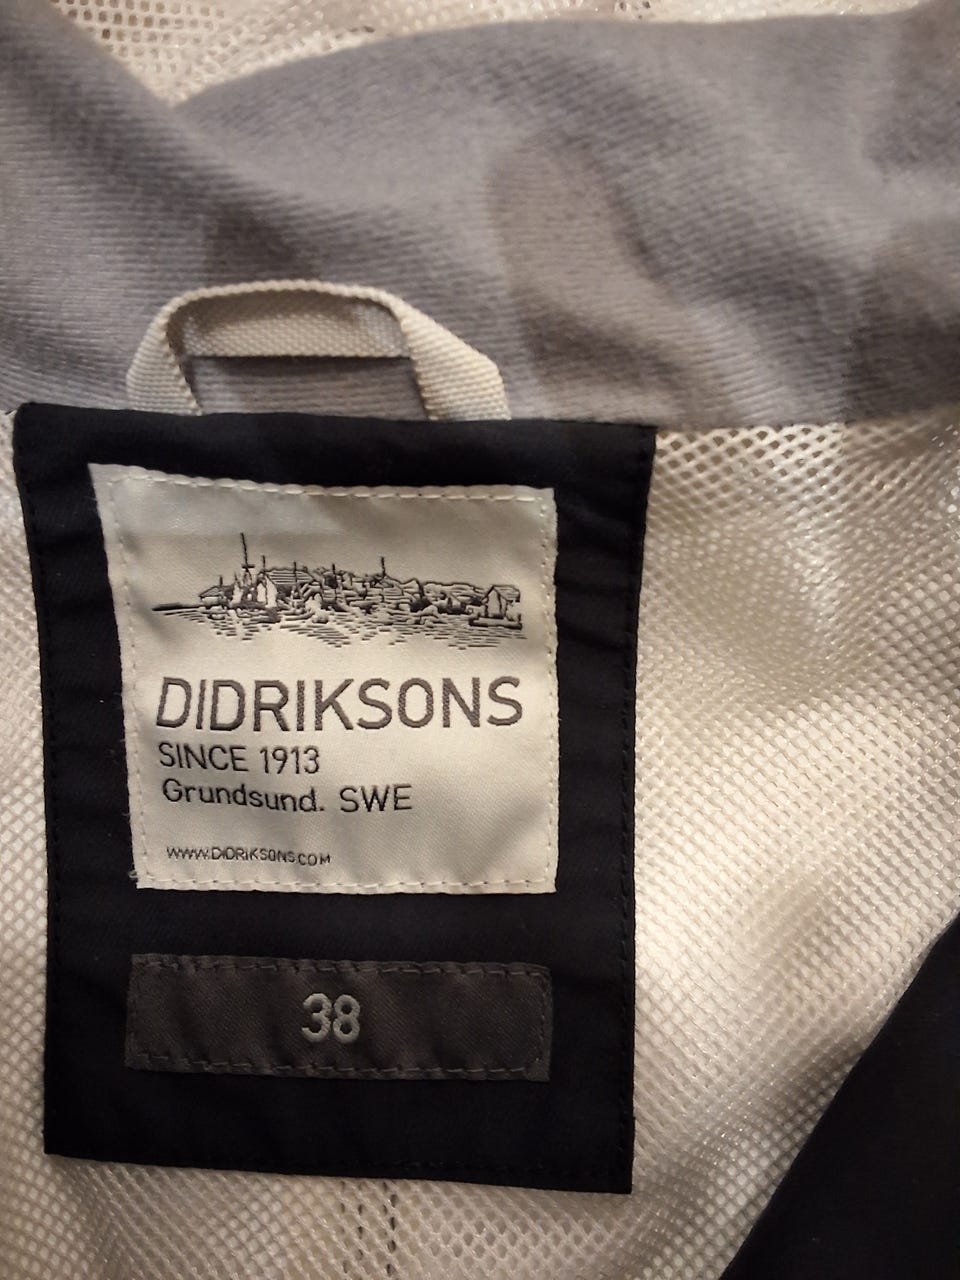 DIDRIKSONS
SINCE 1913
Grundsund. SWE
WWW.DIDRIKSONS.COM
38